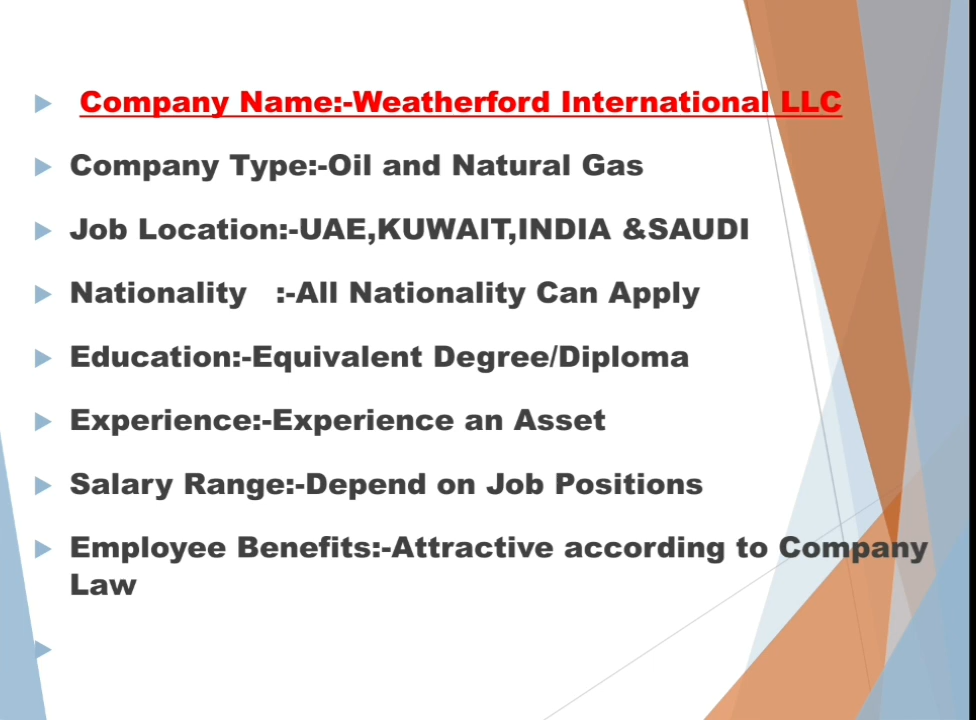 Company Name:-Weatherford International LLC
Company Type:-Oil and Natural Gas
Job Location:-UAE,KUWAIT,INDIA &SAUDI
Nationality   :-All Nationality Can Apply
Education:-Equivalent Degree/Diploma
Experience:-Experience an Asset
Salary Range:-Depend on Job Positions
Employee Benefits:-Attractive according to Company
Law